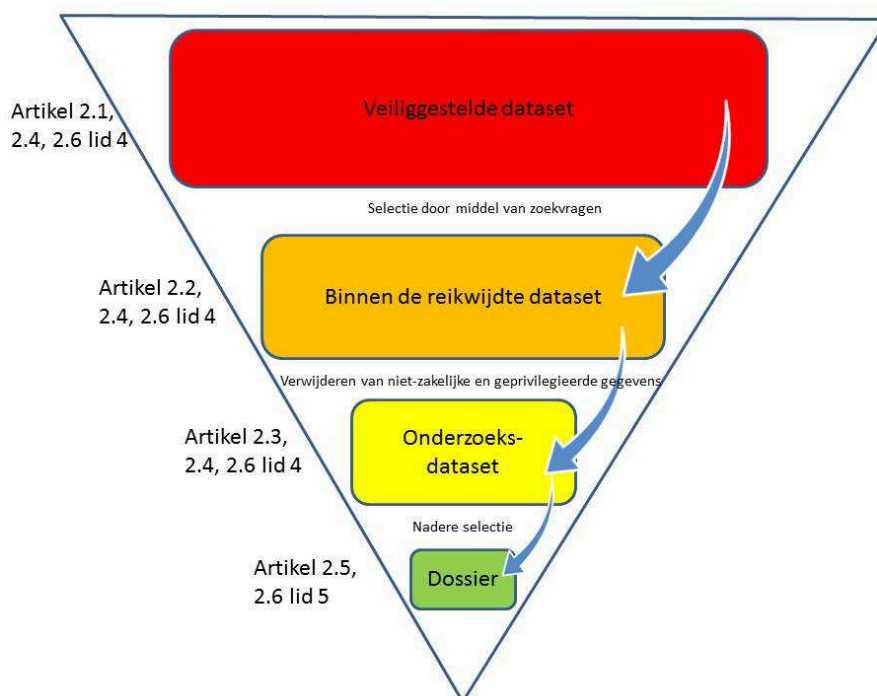 Artikel 2.1,
2.4, 2.6 lid 4
Veiliggestelde dataset
Selectie door middel van zoekvragen
Artikel 2.2,
2.4, 2.6 lid 4
Binnen de reikwijdte dataset
Verwijderen van niet-zakelijke en geprivilegieerde gegevens
Artikel 2.3,
2.4, 2.6 lid 4
Onderzoeks-
dataset
Nadere selectie
Artikel 2.5,
2.6 lid 5
Dossier